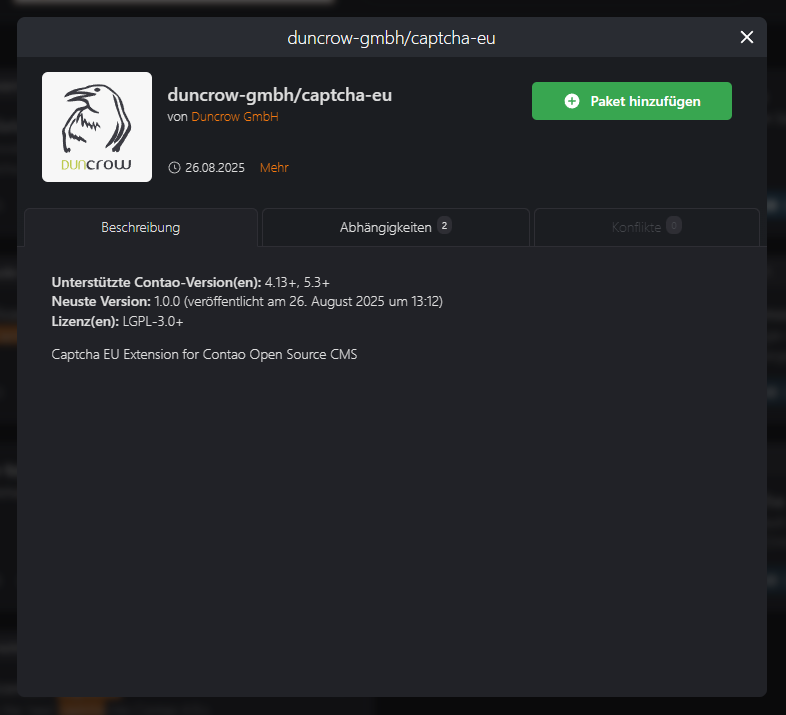 duncrow-gmbh/captcha-eu
duncrow-gmbh/captcha-eu
Paket hinzufügen
von Duncrow GmbH
DUNCROW
26.08.2025 Mehr
Beschreibung Abhängigkeiten 2 Konflikte 0
Unterstützte Contao-Version(en): 4.13+, 5.3+
Neuste Version: 1.0.0 (veröffentlicht am 26. August 2025 um 13:12)
Lizenz(en): LGPL-3.0+
Captcha EU Extension for Contao Open Source CMS